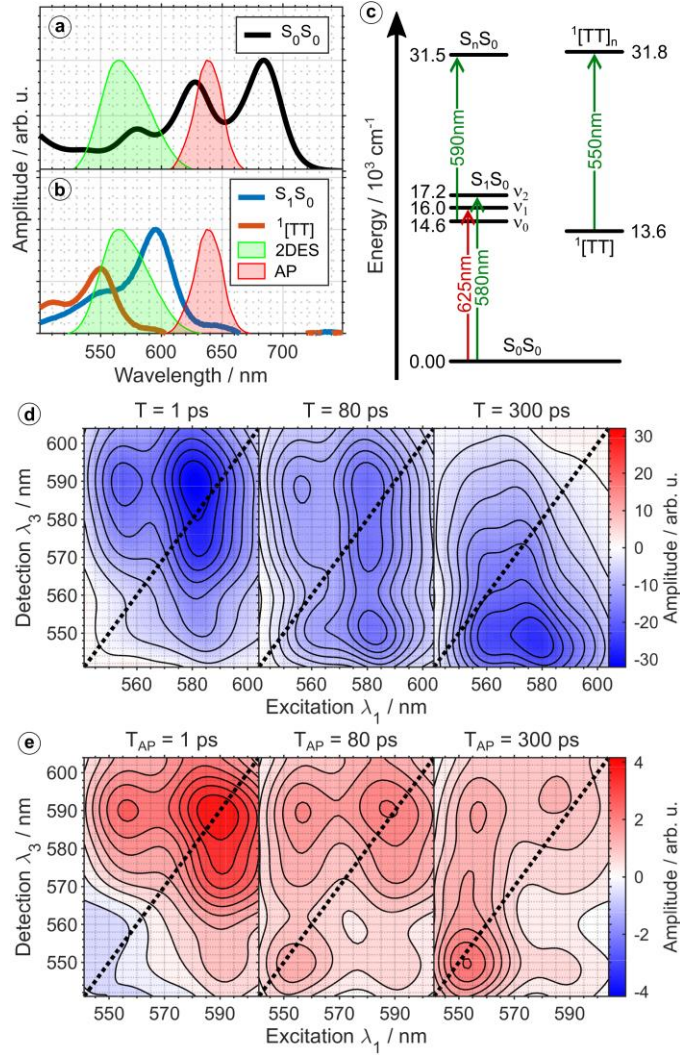 a
S0S0
b
S1S0
1[TT]
2DES
AP
Amplitude / arb. u.
550 600 650 700
Wavelength / nm
c
Energy / 10³ cm⁻¹
31.5
SnS0
590nm
17.2
16.0
14.6
S1S0
ν2
ν1
ν0
625nm
580nm
0.00
S0S0
¹[TT]n
31.8
550nm
13.6
¹[TT]
d
T = 1 ps T = 80 ps T = 300 ps
Detection λ3 / nm
600
590
580
570
560
550
560 580 600 560 580 600 560 580 600
Excitation λ1 / nm
30
20
10
0
-10
-20
-30
Amplitude / arb. u.
e
TAP = 1 ps TAP = 80 ps TAP = 300 ps
Detection λ3 / nm
600
590
580
570
560
550
550 570 590 550 570 590 550 570 590
Excitation λ1 / nm
4
2
0
-2
-4
Amplitude / arb. u.